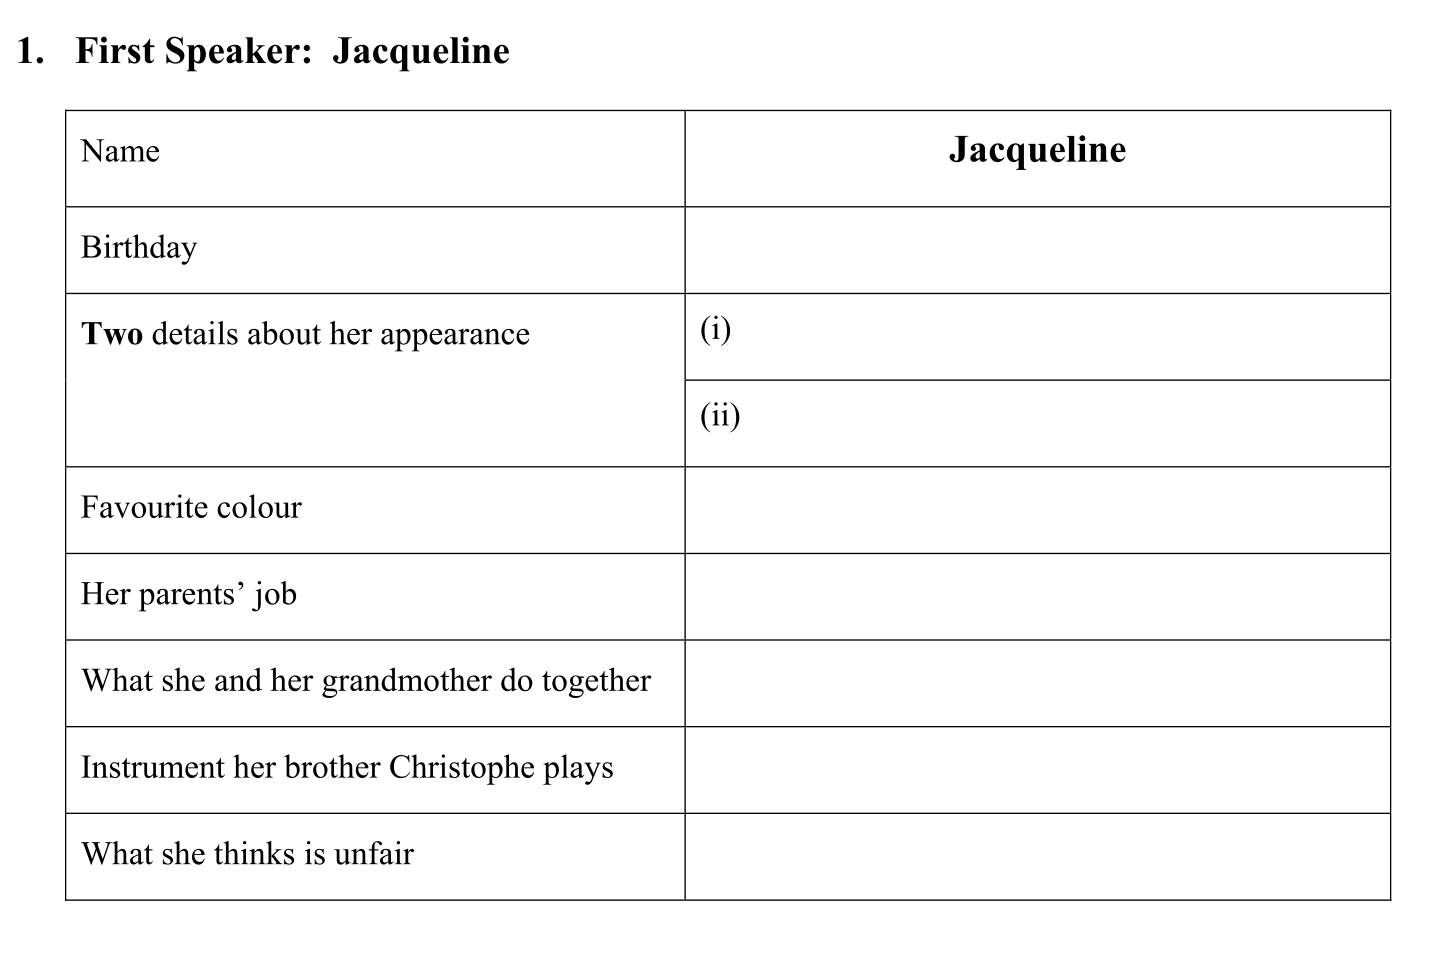 1. First Speaker: Jacqueline
Name Jacqueline
Birthday
Two details about her appearance (i)
(ii)
Favourite colour
Her parents’ job
What she and her grandmother do together
Instrument her brother Christophe plays
What she thinks is unfair